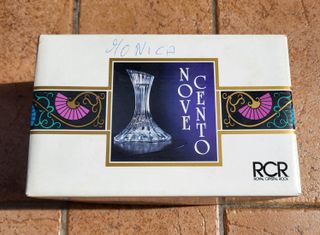 MONICA
NOVE
CENTO
RCR
ROYAL CRYSTAL ROCK